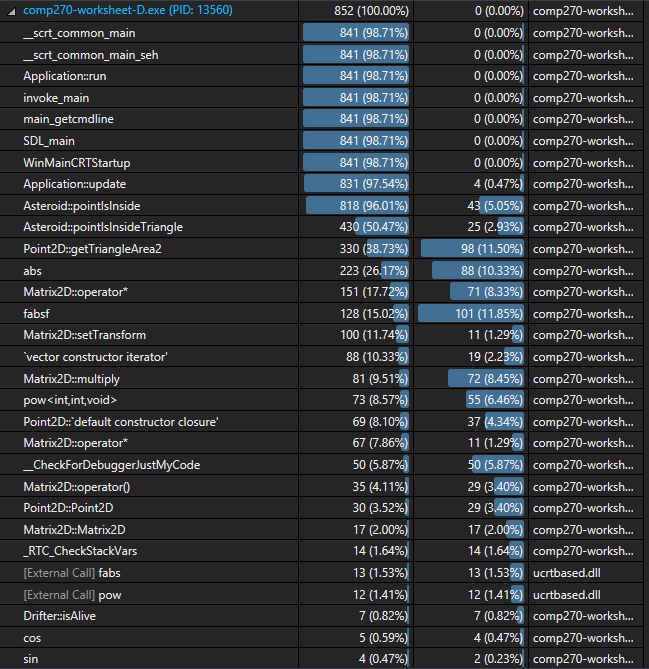 comp270-worksheet-D.exe (PID: 13560) 852 (100.00%) 0 (0.00%) comp270-worksh...
__scrt_common_main 841 (98.71%) 0 (0.00%) comp270-worksh...
__scrt_common_main_seh 841 (98.71%) 0 (0.00%) comp270-worksh...
Application::run 841 (98.71%) 0 (0.00%) comp270-worksh...
invoke_main 841 (98.71%) 0 (0.00%) comp270-worksh...
main_getcmdline 841 (98.71%) 0 (0.00%) comp270-worksh...
SDL_main 841 (98.71%) 0 (0.00%) comp270-worksh...
WinMainCRTStartup 841 (98.71%) 0 (0.00%) comp270-worksh...
Application::update 831 (97.54%) 4 (0.47%) comp270-worksh...
Asteroid::pointIsInside 818 (96.01%) 43 (5.05%) comp270-worksh...
Asteroid::pointIsInsideTriangle 430 (50.47%) 25 (2.93%) comp270-worksh...
Point2D::getTriangleArea2 330 (38.73%) 98 (11.50%) comp270-worksh...
abs 223 (26.17%) 88 (10.33%) comp270-worksh...
Matrix2D::operator* 151 (17.72%) 71 (8.33%) comp270-worksh...
fabsf 128 (15.02%) 101 (11.85%) comp270-worksh...
Matrix2D::setTransform 100 (11.74%) 11 (1.29%) comp270-worksh...
`vector constructor iterator' 88 (10.33%) 19 (2.23%) comp270-worksh...
Matrix2D::multiply 81 (9.51%) 72 (8.45%) comp270-worksh...
pow<int,int,void> 73 (8.57%) 55 (6.46%) comp270-worksh...
Point2D::`default constructor closure' 69 (8.10%) 37 (4.34%) comp270-worksh...
Matrix2D::operator* 67 (7.86%) 11 (1.29%) comp270-worksh...
__CheckForDebuggerJustMyCode 50 (5.87%) 50 (5.87%) comp270-worksh...
Matrix2D::operator() 35 (4.11%) 29 (3.40%) comp270-worksh...
Point2D::Point2D 30 (3.52%) 29 (3.40%) comp270-worksh...
Matrix2D::Matrix2D 17 (2.00%) 17 (2.00%) comp270-worksh...
_RTC_CheckStackVars 14 (1.64%) 14 (1.64%) comp270-worksh...
[External Call] fabs 13 (1.53%) 13 (1.53%) ucrtbased.dll
[External Call] pow 12 (1.41%) 12 (1.41%) ucrtbased.dll
Drifter::isAlive 7 (0.82%) 7 (0.82%) comp270-worksh...
cos 5 (0.59%) 4 (0.47%) comp270-worksh...
sin 4 (0.47%) 2 (0.23%) comp270-worksh...